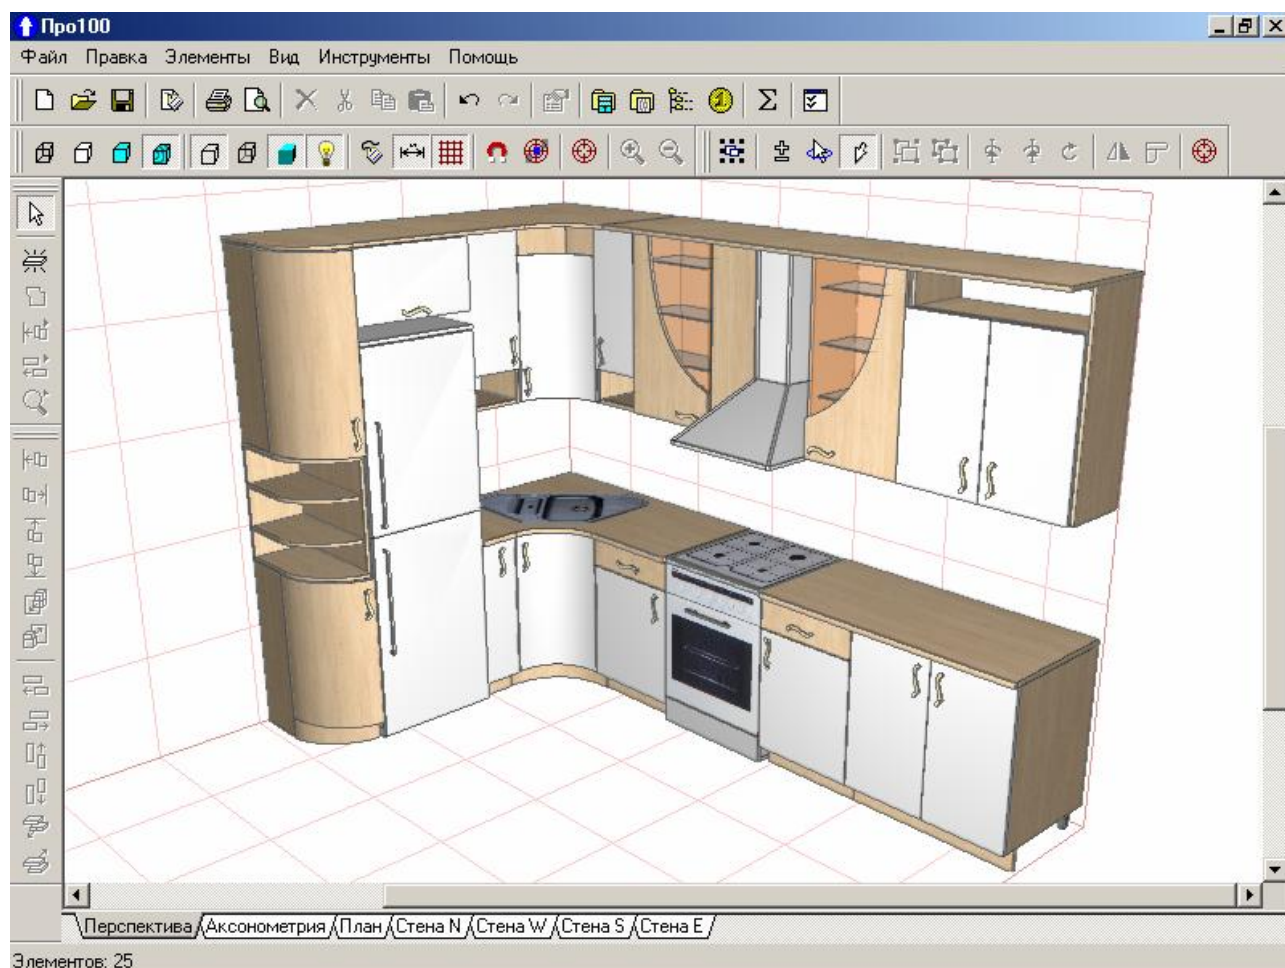 Про100
Файл Правка Элементы Вид Инструменты Помощь
Перспектива Аксонометрия План Стена N Стена W Стена S Стена E
Элементов: 25